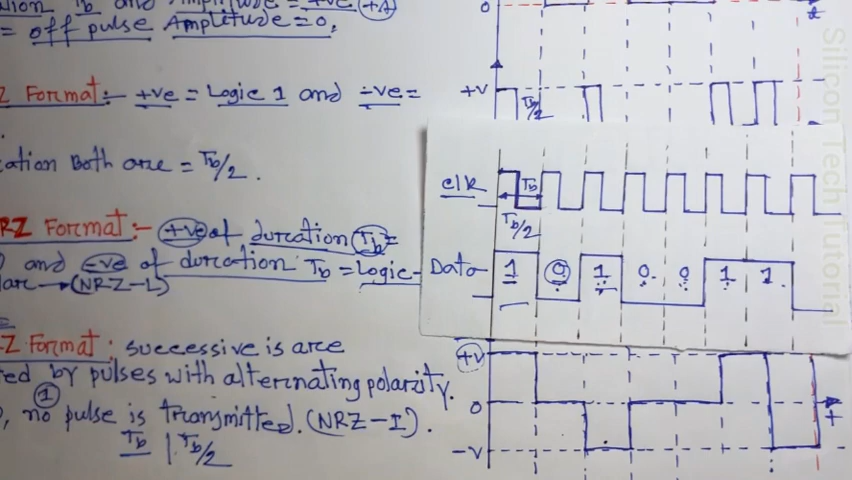 = off pulse Amplitude = 0,
Z Format:- +ve = Logic 1 and -ve =
ation Both are = Tb/2.
RZ Format:- +ve of duration Tb =
and -ve of duration Tb = Logic-
(NRZ-L)
Z Format: successive 1s are
ed by pulses with alternating polarity.
1
, no pulse is transmitted. (NRZ-I).
Tb | Tb/2
0
t
+V
Tb/2
clk
Tb
Tb/2
Data 1 0 1 0 0 1 1
+V
0
t
-V
Silicon Tech Tutorial